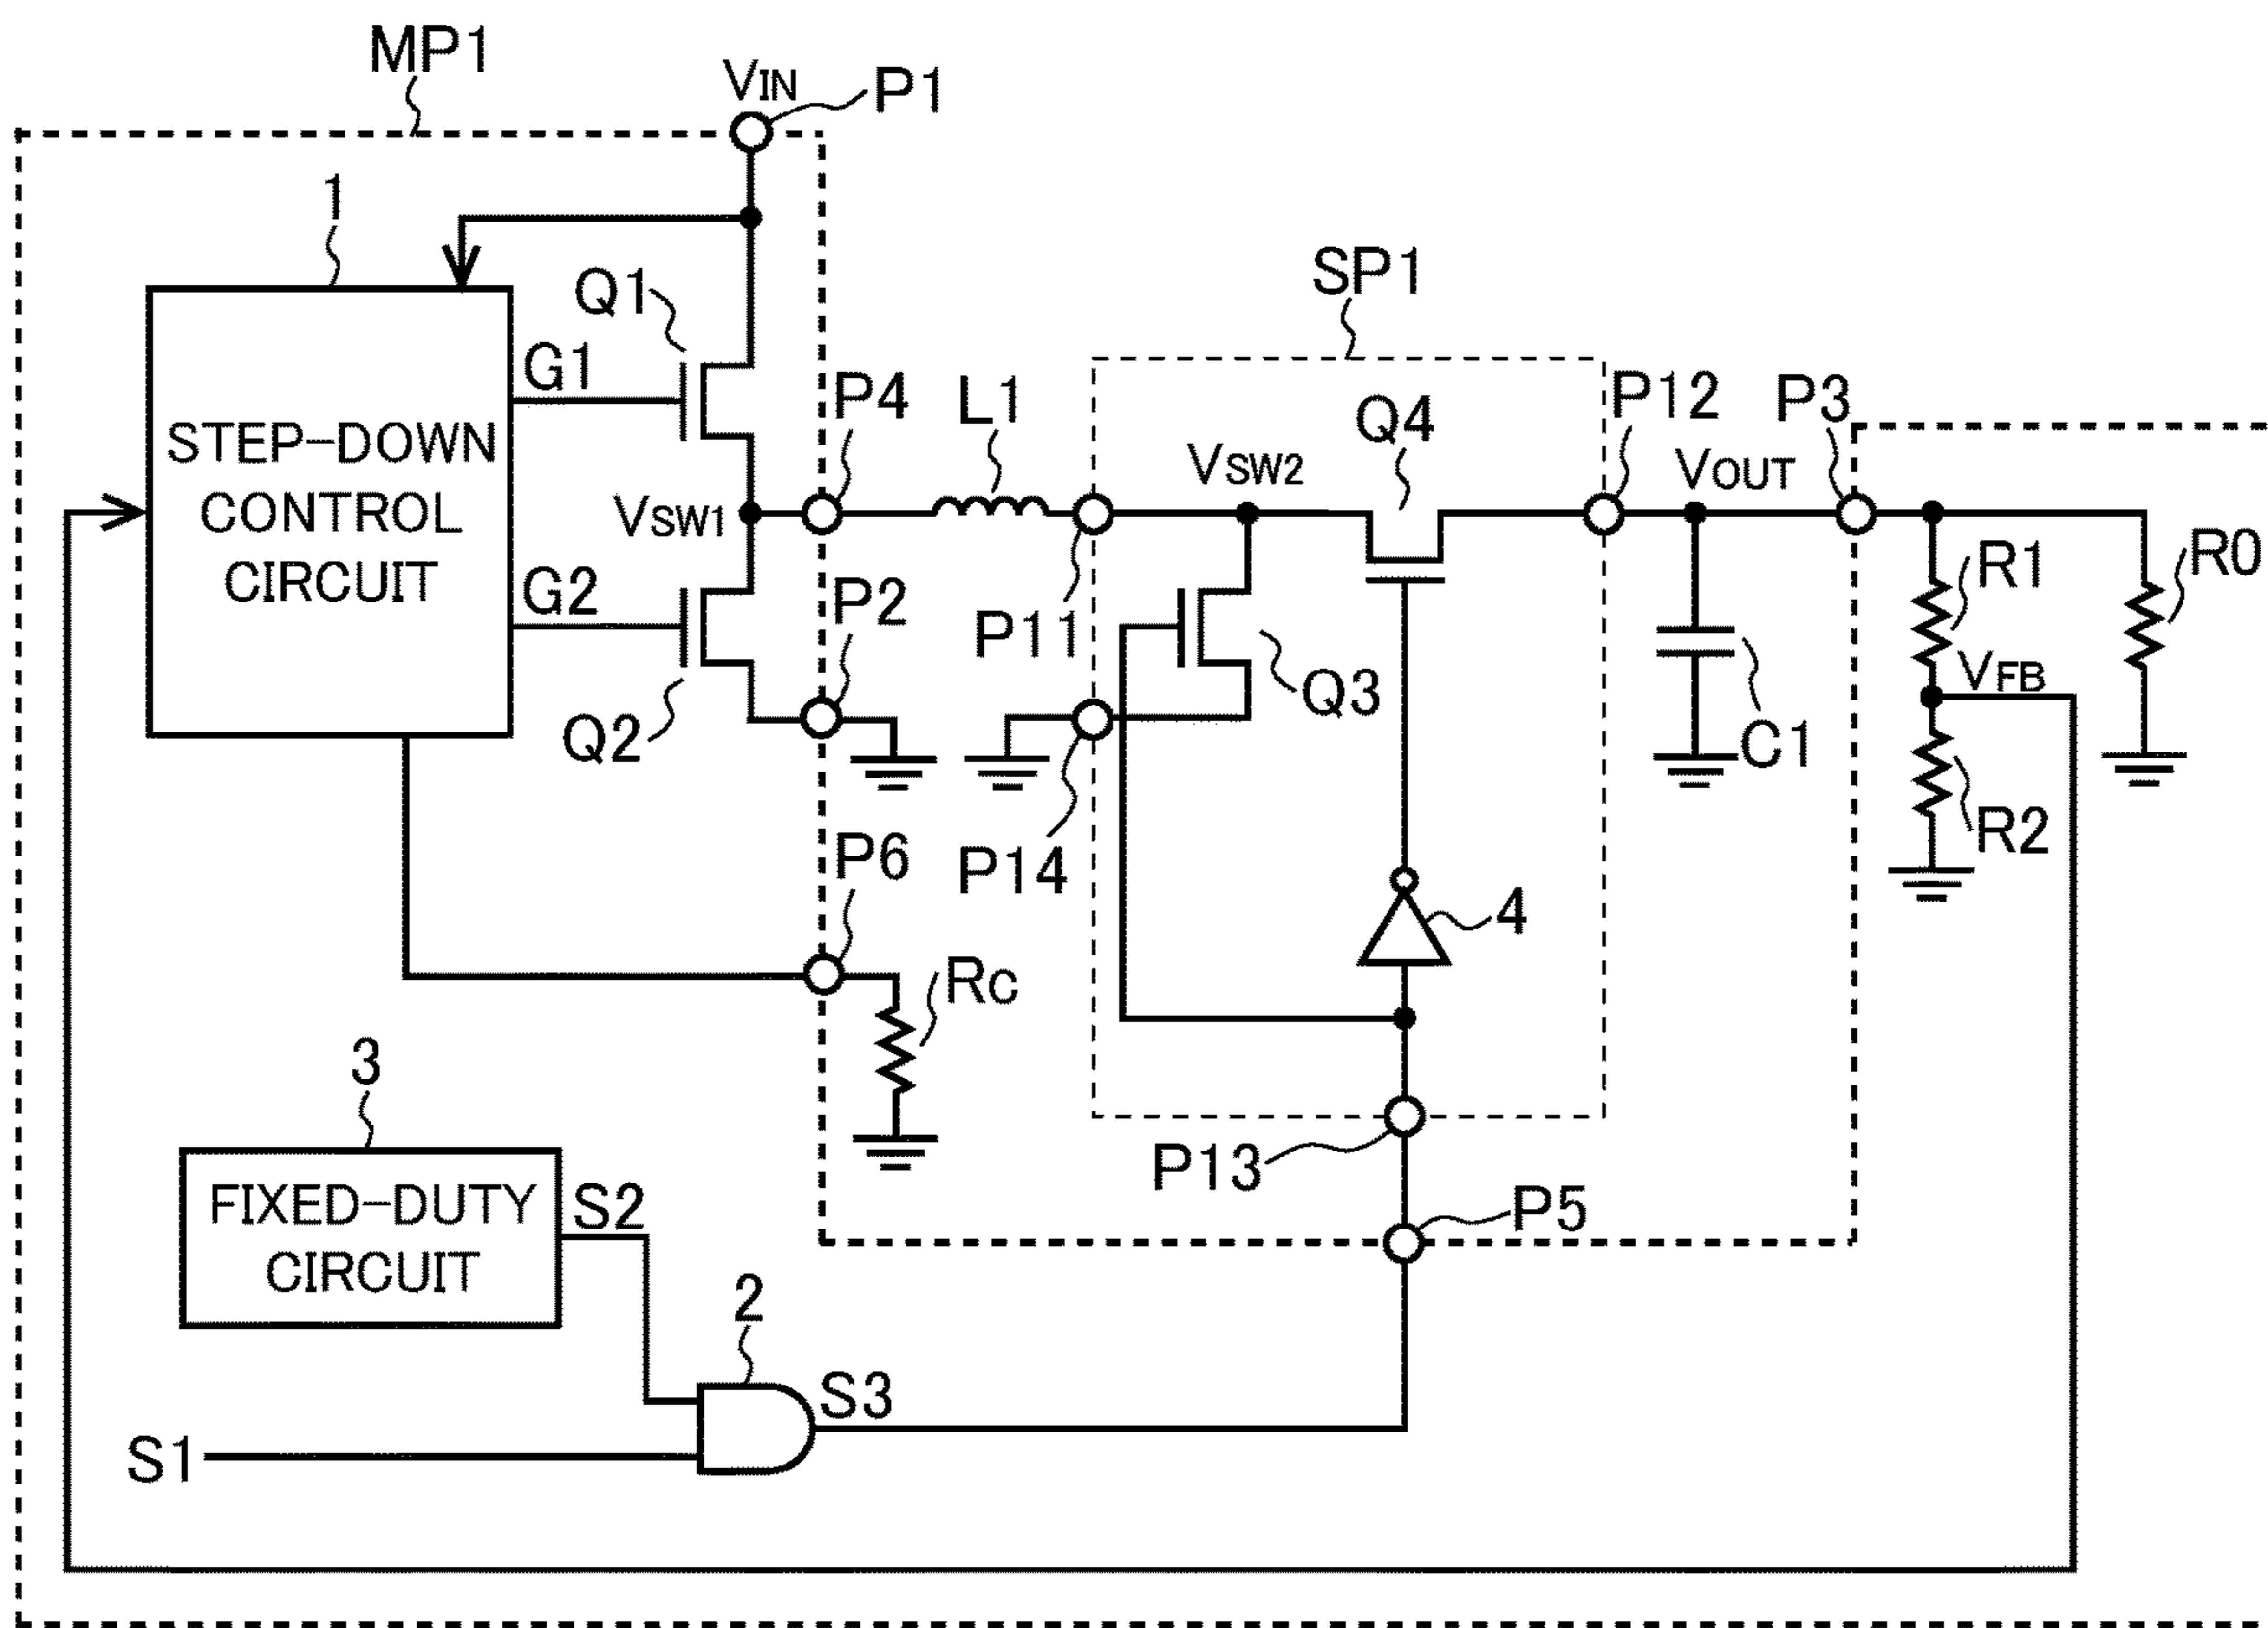 MP1
VIN
P1
1
Q1
SP1
G1
P4
L1
Q4
P12
P3
STEP-DOWN
CONTROL
CIRCUIT
VSW1
VSW2
VOUT
R1
R0
G2
P2
P11
Q3
VFB
Q2
C1
P14
R2
P6
4
RC
3
P13
FIXED-DUTY
CIRCUIT
S2
P5
2
S3
S1